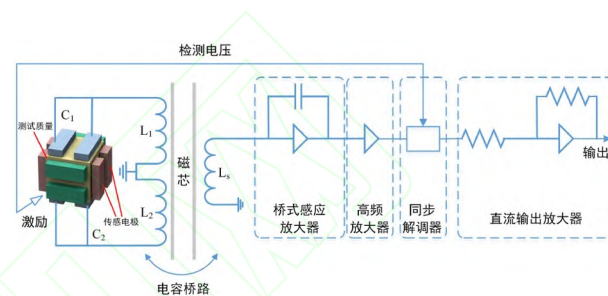 检测电压
C1
测试质量
L1
磁
芯
Ls
激励
传感电极
L2
C2
电容桥路
桥式感应
放大器
高频
放大器
同步
解调器
直流输出放大器
输出